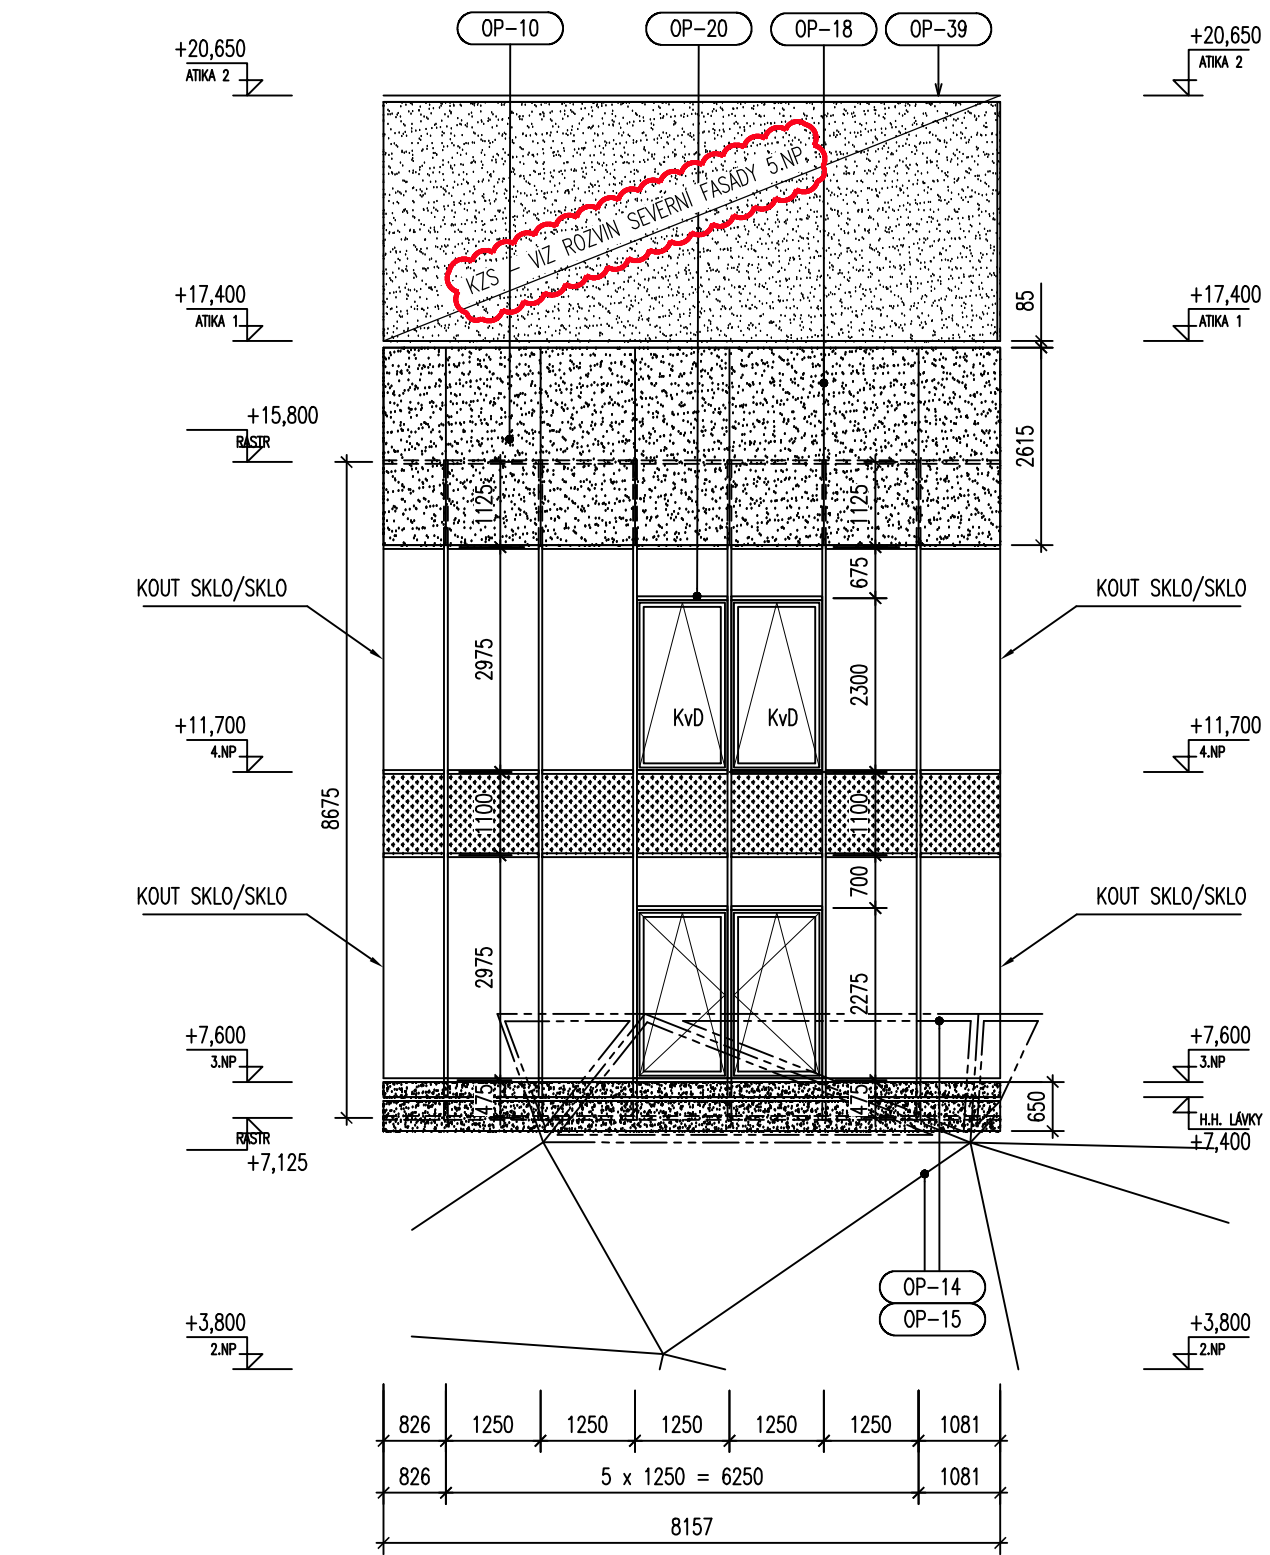 OP-10 OP-20 OP-18 OP-39
+20,650 +20,650
ATIKA 2 ATIKA 2
KZS - VIZ ROZVIN SEVERNÍ FASÁDY 5.NP
+17,400 85 +17,400
ATIKA 1 ATIKA 1
+15,800
RASTR
2615
1125 1125
675
KOUT SKLO/SKLO KOUT SKLO/SKLO
2975 2300
KvD KvD
+11,700 +11,700
4.NP 4.NP
8675 1100 1100
700
KOUT SKLO/SKLO KOUT SKLO/SKLO
2975 2275
+7,600 +7,600
3.NP 3.NP
475 475 650
H.H. LÁVKY
RASTR +7,400
+7,125
OP-14
OP-15
+3,800 +3,800
2.NP 2.NP
826 1250 1250 1250 1250 1250 1081
826 5 x 1250 = 6250 1081
8157